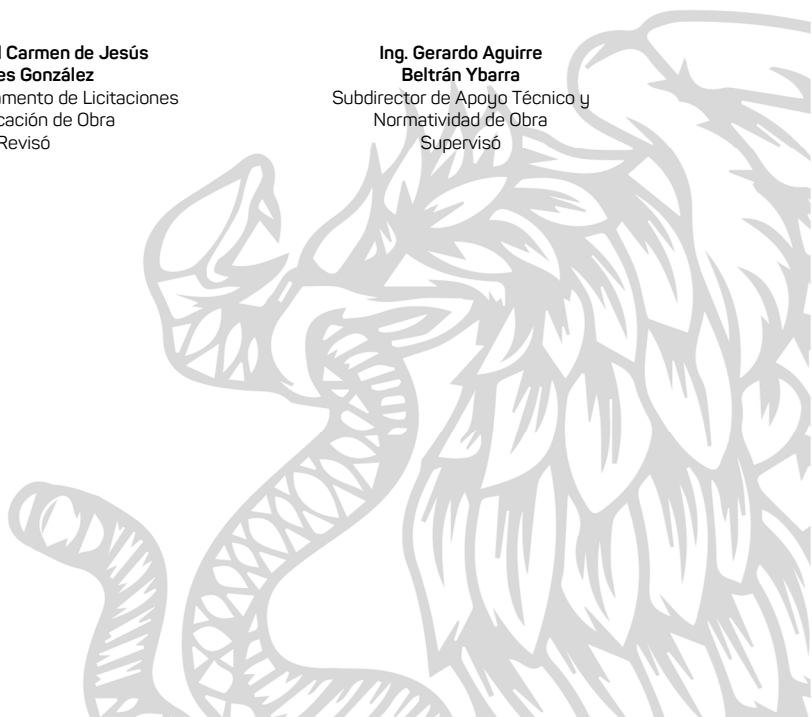 Carmen de Jesús
es González
amento de Licitaciones
cación de Obra
Revisó
Ing. Gerardo Aguirre
Beltrán Ybarra
Subdirector de Apoyo Técnico y
Normatividad de Obra
Supervisó